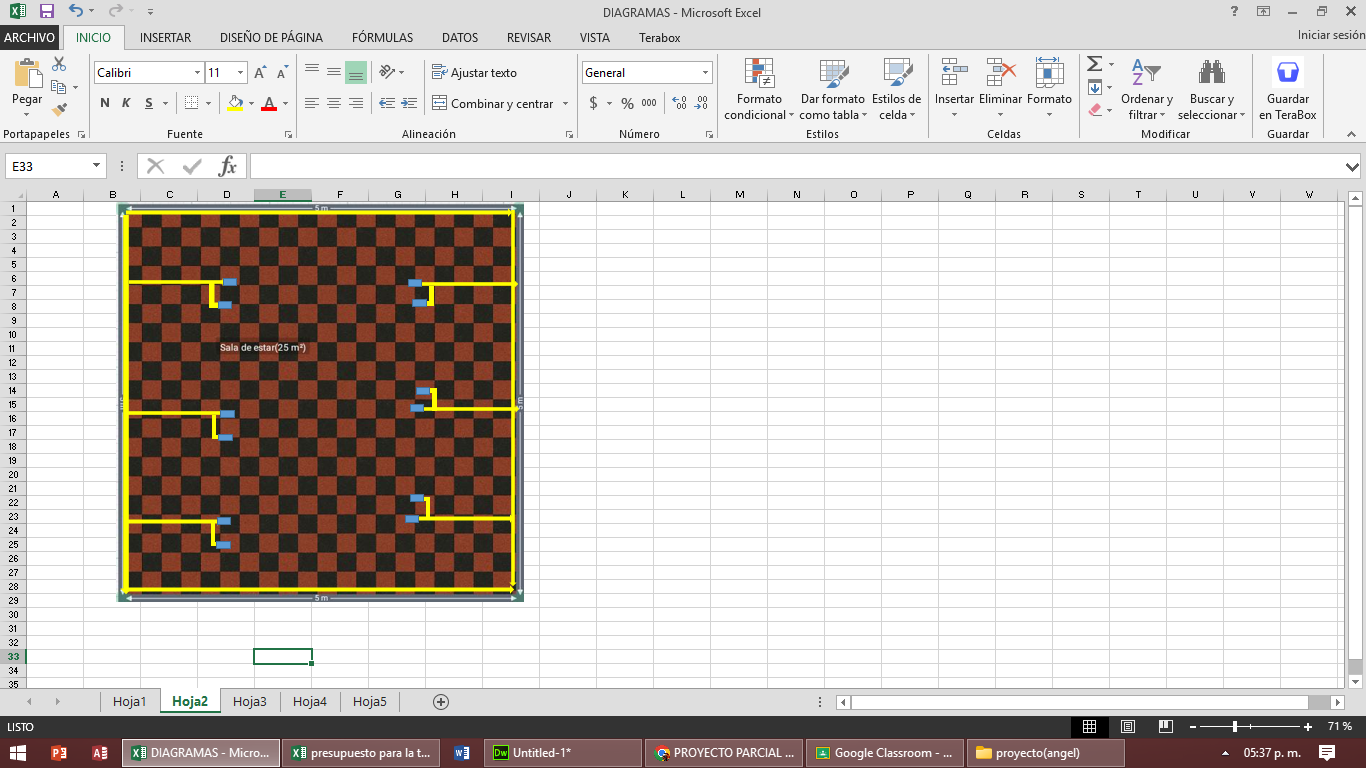 DIAGRAMAS - Microsoft Excel
?
ARCHIVO INICIO INSERTAR DISEÑO DE PÁGINA FÓRMULAS DATOS REVISAR VISTA Terabox Iniciar sesión
Pegar
Calibri 11
N K S
Ajustar texto
Combinar y centrar
General
$ % 000
Formato condicional
Dar formato como tabla
Estilos de celda
Insertar Eliminar Formato
Ordenar y filtrar
Buscar y seleccionar
Guardar en TeraBox
Portapapeles Fuente Alineación Número Estilos Celdas Modificar Guardar
E33 fx
A B C D E F G H I J K L M N O P Q R S T U V W
1
2
3
4
5
6
7
8
9
10
11
12
13
14
15
16
17
18
19
20
21
22
23
24
25
26
27
28
29
30
31
32
33
34
35
5 m
Sala de estar(25 m²)
5 m
5 m
5 m
Hoja1 Hoja2 Hoja3 Hoja4 Hoja5
LISTO 71 %
DIAGRAMAS - Micro... presupuesto para la t... Untitled-1* PROYECTO PARCIAL ... Google Classroom - ... proyecto(angel) 05:37 p. m.